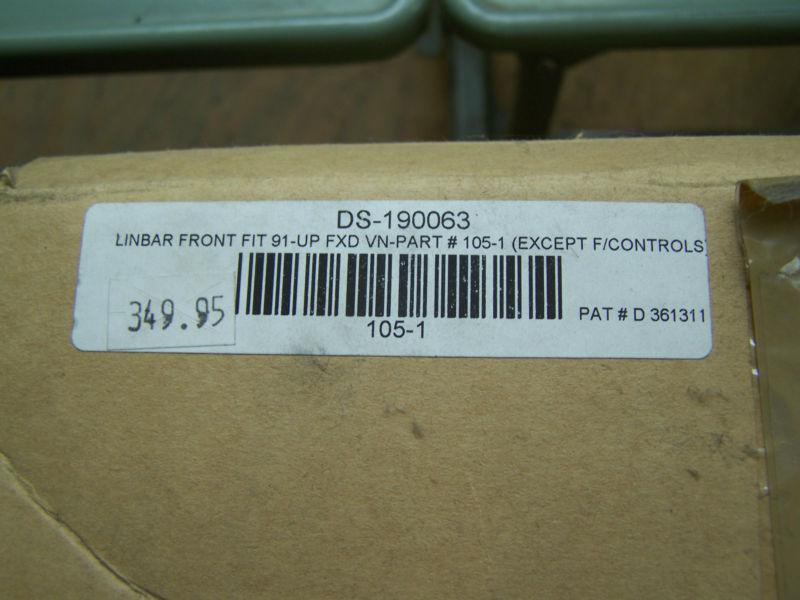 DS-190063
LINBAR FRONT FIT 91-UP FXD VN-PART # 105-1 (EXCEPT F/CONTROLS)
349.95
105-1
PAT # D 361311